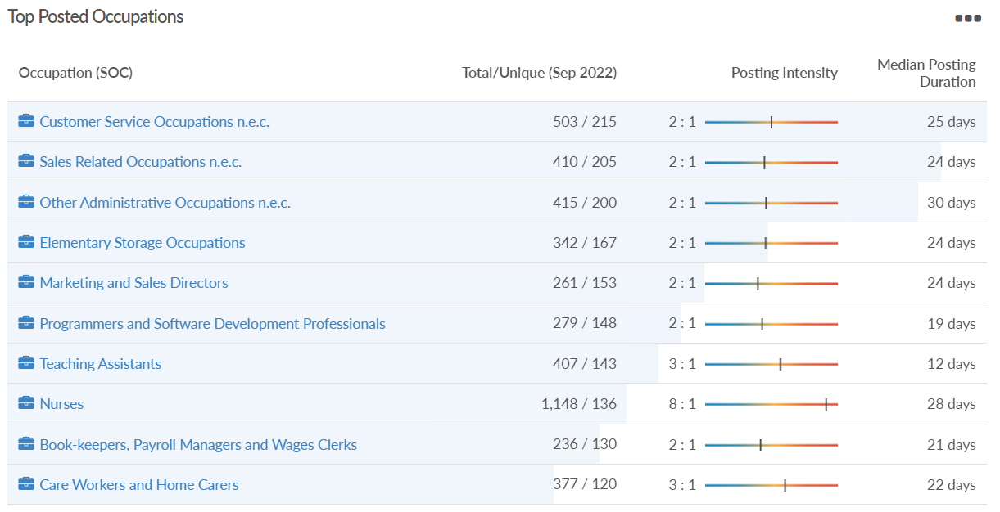 Top Posted Occupations
Occupation (SOC) Total/Unique (Sep 2022) Posting Intensity Median Posting Duration
Customer Service Occupations n.e.c. 503 / 215 2 : 1 25 days
Sales Related Occupations n.e.c. 410 / 205 2 : 1 24 days
Other Administrative Occupations n.e.c. 415 / 200 2 : 1 30 days
Elementary Storage Occupations 342 / 167 2 : 1 24 days
Marketing and Sales Directors 261 / 153 2 : 1 24 days
Programmers and Software Development Professionals 279 / 148 2 : 1 19 days
Teaching Assistants 407 / 143 3 : 1 12 days
Nurses 1,148 / 136 8 : 1 28 days
Book-keepers, Payroll Managers and Wages Clerks 236 / 130 2 : 1 21 days
Care Workers and Home Carers 377 / 120 3 : 1 22 days